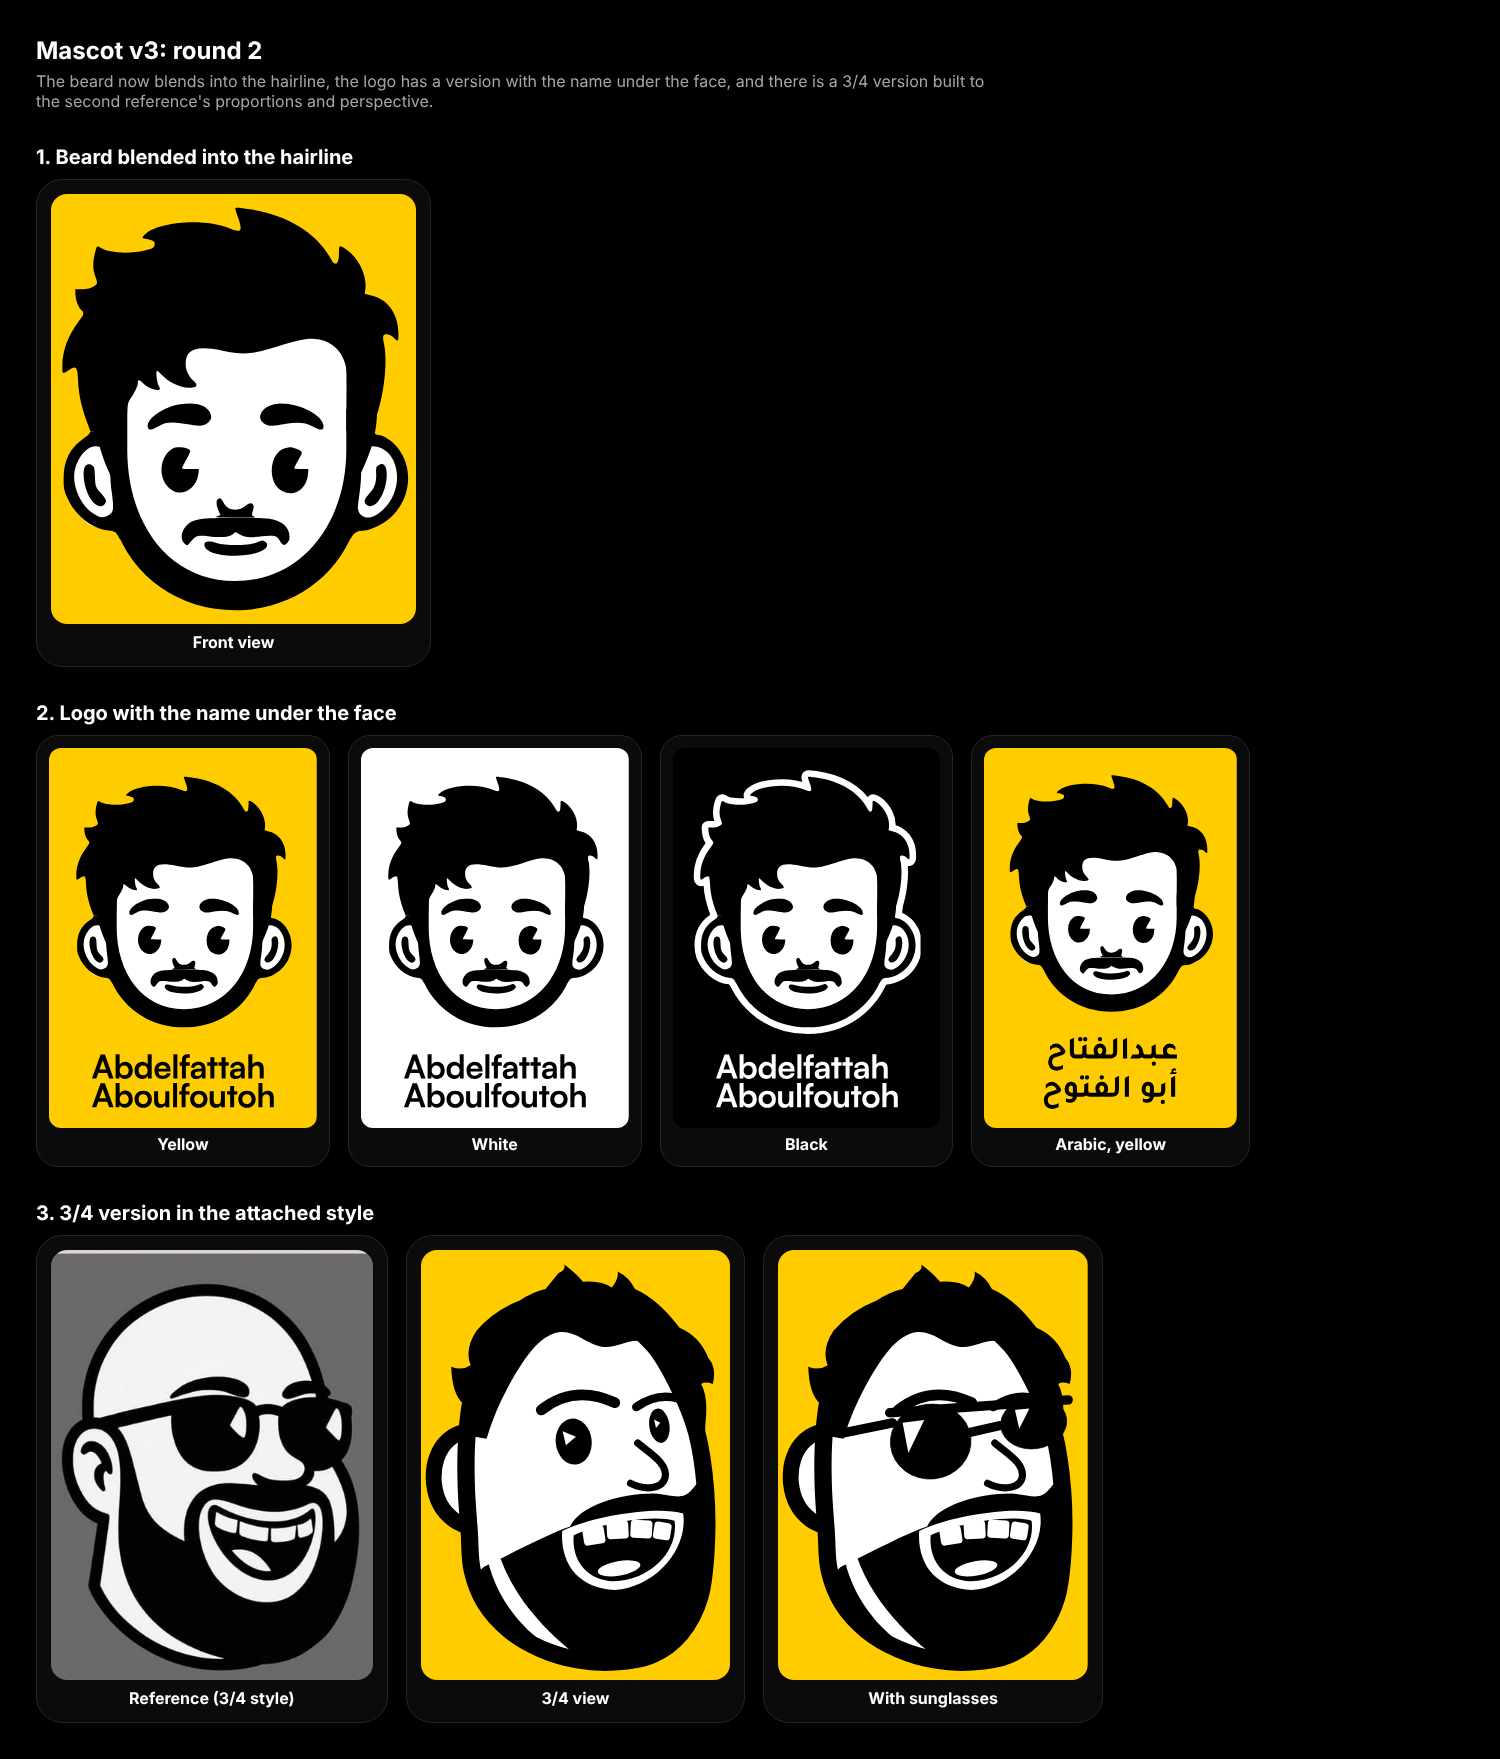 Mascot v3: round 2
The beard now blends into the hairline, the logo has a version with the name under the face, and there is a 3/4 version built to
the second reference's proportions and perspective.
1. Beard blended into the hairline
Front view
2. Logo with the name under the face
Abdelfattah
Aboulfoutoh
Yellow
Abdelfattah
Aboulfoutoh
White
Abdelfattah
Aboulfoutoh
Black
عبدالفتاح
أبو الفتوح
Arabic, yellow
3. 3/4 version in the attached style
Reference (3/4 style)
3/4 view
With sunglasses